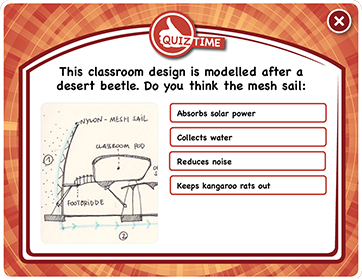 QUIZ TIME
This classroom design is modelled after a
desert beetle. Do you think the mesh sail:
NYLON-MESH SAIL
CLASSROOM POD
FOOTBRIDGE
1
2
Absorbs solar power
Collects water
Reduces noise
Keeps kangaroo rats out